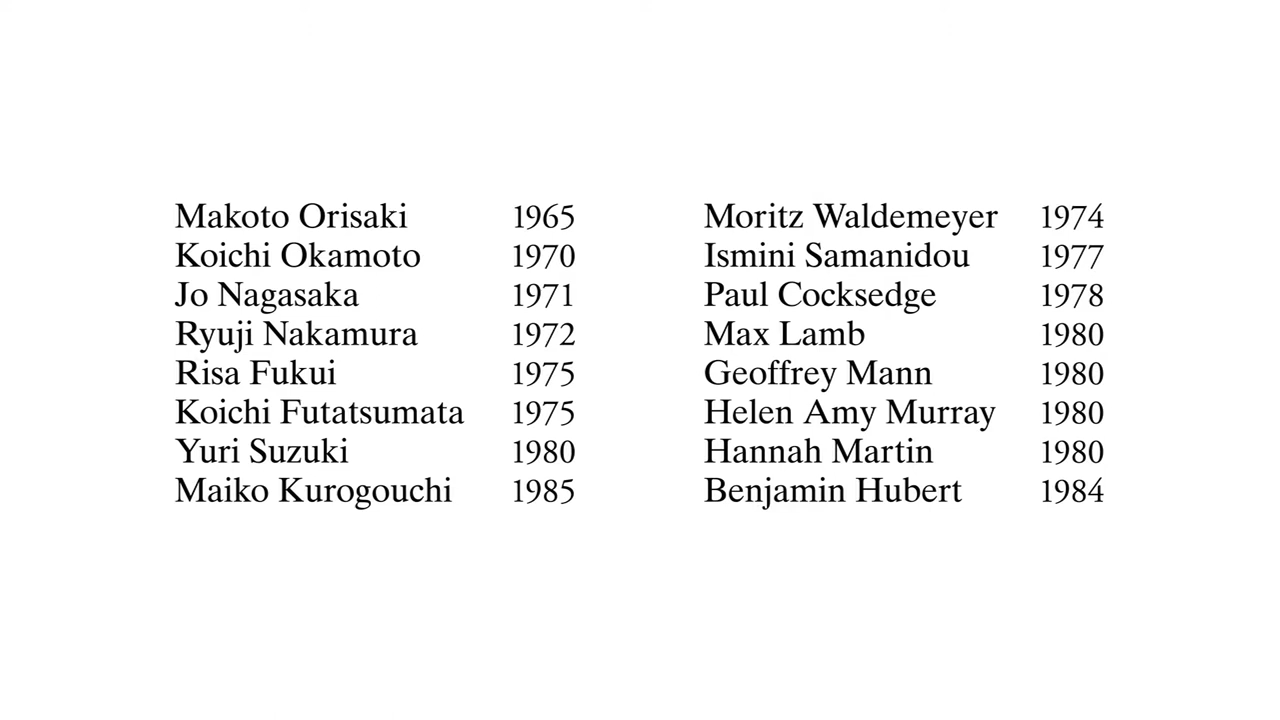 Makoto Orisaki 1965
Koichi Okamoto 1970
Jo Nagasaka 1971
Ryuji Nakamura 1972
Risa Fukui 1975
Koichi Futatsumata 1975
Yuri Suzuki 1980
Maiko Kurogouchi 1985
Moritz Waldemeyer 1974
Ismini Samanidou 1977
Paul Cocksedge 1978
Max Lamb 1980
Geoffrey Mann 1980
Helen Amy Murray 1980
Hannah Martin 1980
Benjamin Hubert 1984